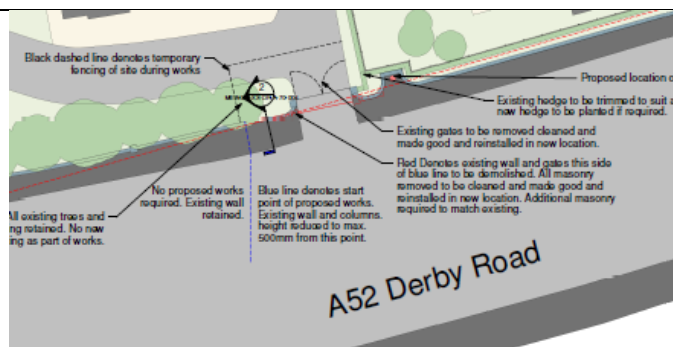 Black dashed line denotes temporary
fencing of site during works
2
Proposed location o
Existing hedge to be trimmed to suit a
new hedge to be planted if required.
Existing gates to be removed cleaned and
made good and reinstalled in new location.
Red Denotes existing wall and gates this side
of blue line to be demolished. All masonry
removed to be cleaned and made good and
reinstalled in new location. Additional masonry
required to match existing.
No proposed works
required. Existing wall
retained.
Blue line denotes start
point of proposed works.
Existing wall and columns.
height reduced to max.
500mm from this point.
All existing trees and
ng retained. No new
ing as part of works.
A52 Derby Road